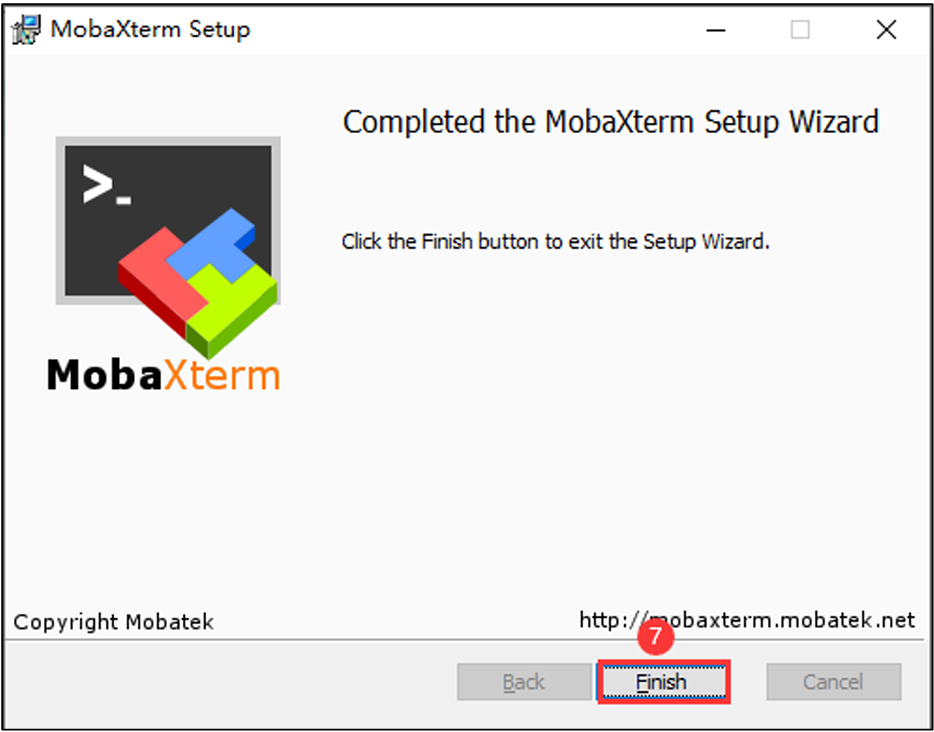 MobaXterm Setup
Completed the MobaXterm Setup Wizard
>_
Click the Finish button to exit the Setup Wizard.
MobaXterm
Copyright Mobatek
http://mobaxterm.mobatek.net
7
Back
Finish
Cancel